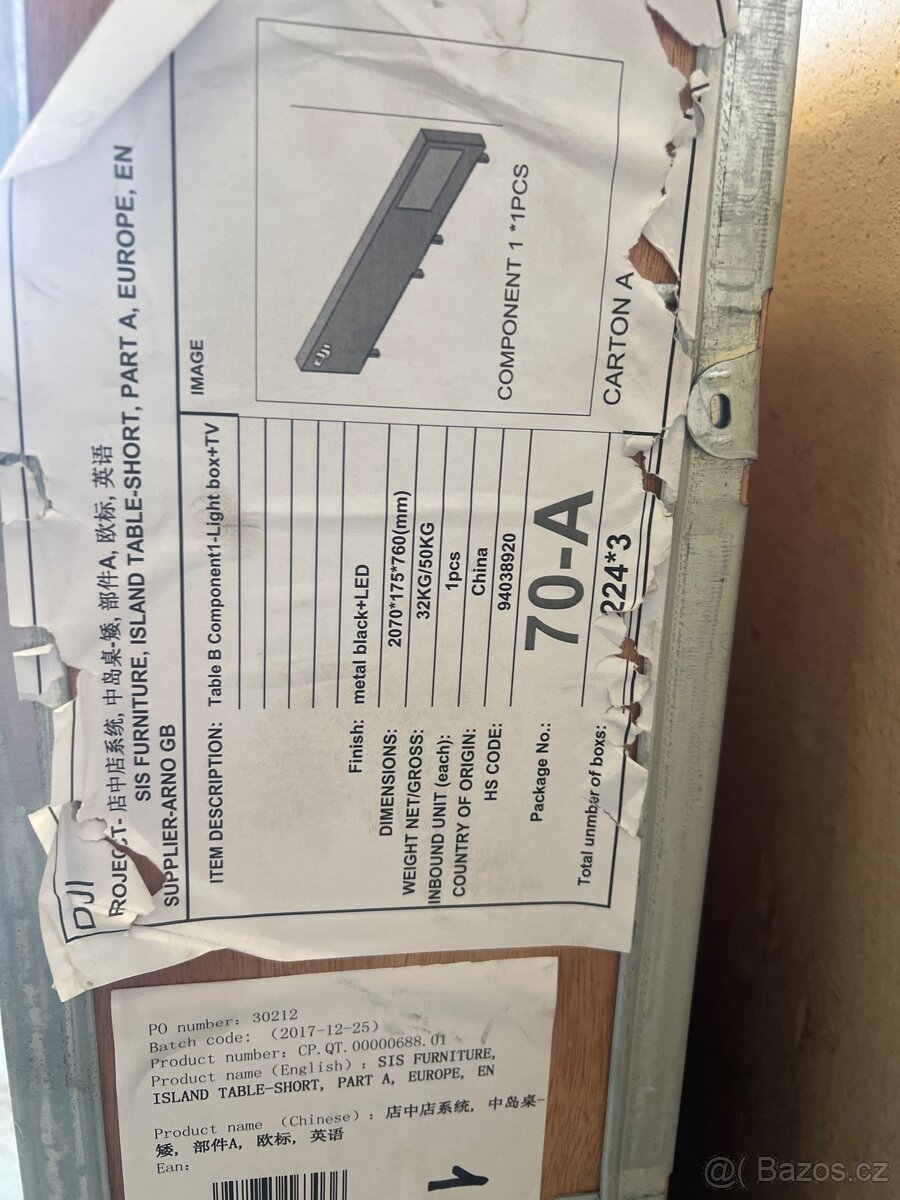 DJI
ROJECT- 店中店系统, 中岛桌-矮, 部件A, 欧标, 英语
SIS FURNITURE, ISLAND TABLE-SHORT, PART A, EUROPE, EN
SUPPLIER-ARNO GB
ITEM DESCRIPTION: Table B Component1-Light box+TV
Finish: metal black+LED
DIMENSIONS: 2070*175*760(mm)
WEIGHT NET/GROSS: 32KG/50KG
INBOUND UNIT (each): 1pcs
COUNTRY OF ORIGIN: China
HS CODE: 94038920
Package No.: 70-A
Total unmber of boxes: 224*3
IMAGE
dji
COMPONENT 1 *1PCS
CARTON A
PO number: 30212
Batch code: (2017-12-25)
Product number: CP.QT.00000688.01
Product name(English): SIS FURNITURE,
ISLAND TABLE-SHORT, PART A, EUROPE, EN
Product name (Chinese): 店中店系统, 中岛桌-
矮, 部件A, 欧标, 英语
Ean:
1
@( Bazos.cz